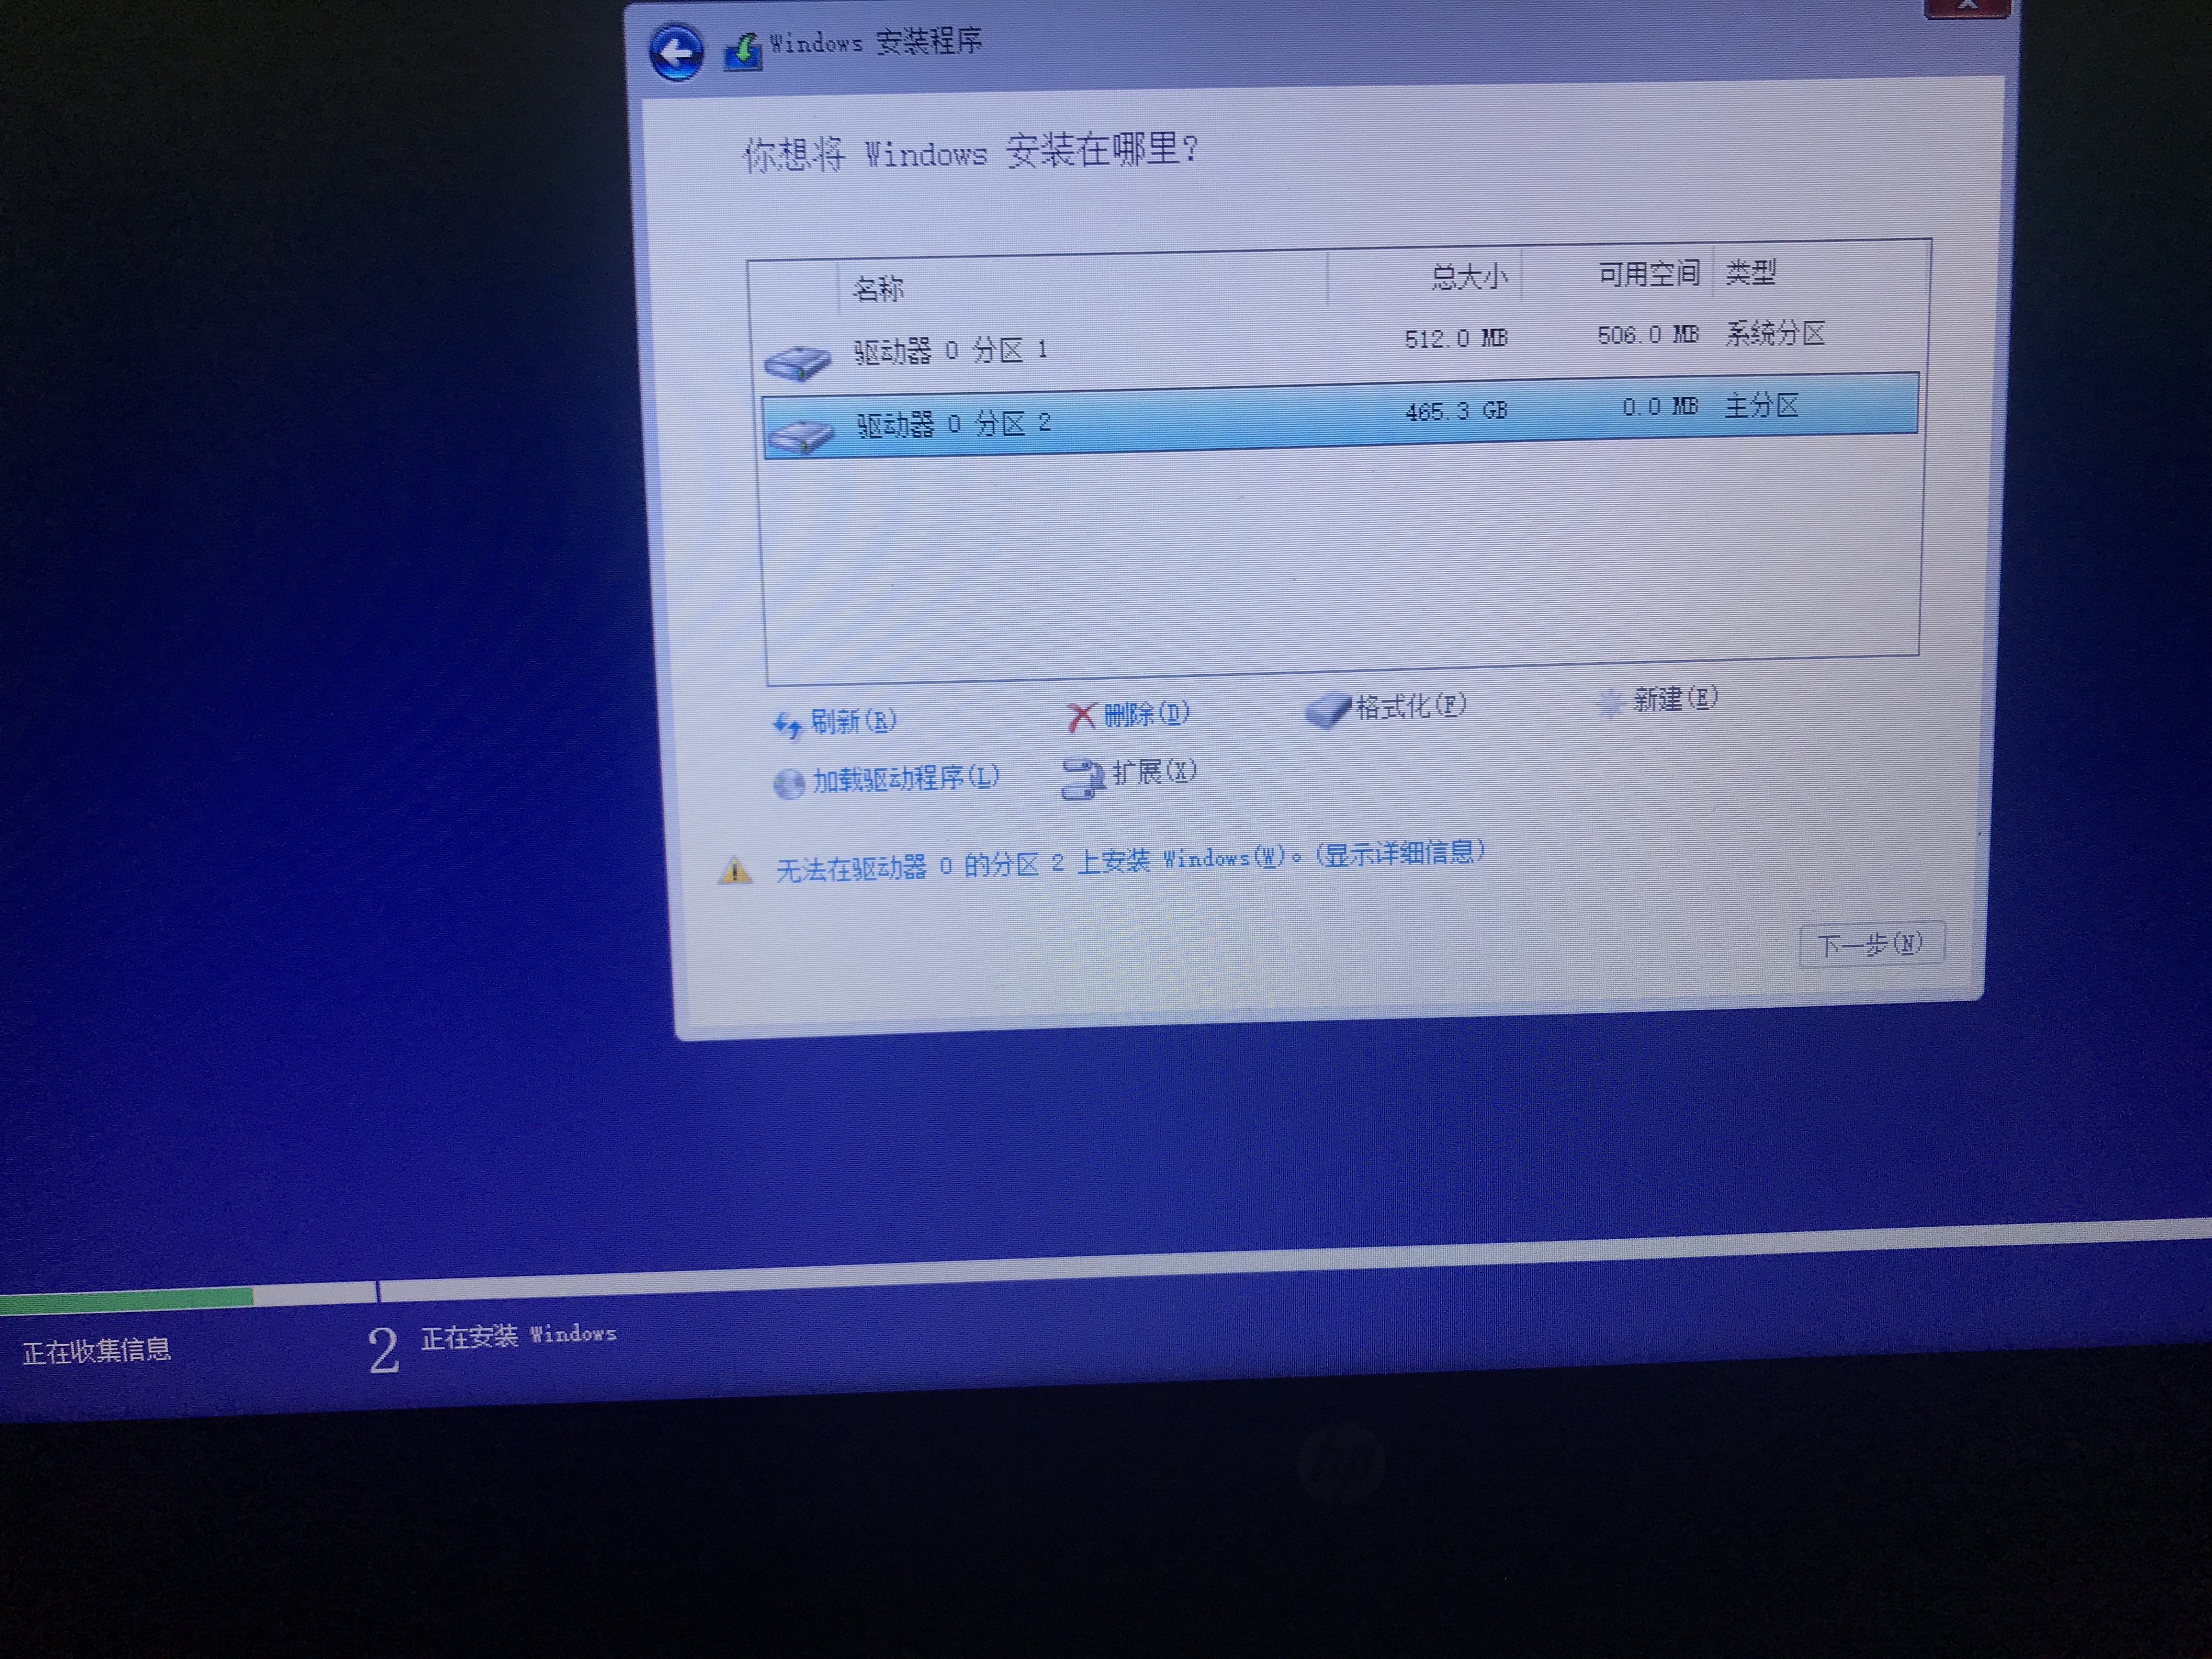 Windows 安装程序
你想将 Windows 安装在哪里?
名称 总大小 可用空间 类型
驱动器 0 分区 1 512.0 MB 506.0 MB 系统分区
驱动器 0 分区 2 465.3 GB 0.0 MB 主分区
刷新(R) 删除(D) 格式化(F) 新建(E)
加载驱动程序(L) 扩展(X)
无法在驱动器 0 的分区 2 上安装 Windows(W)。(显示详细信息)
下一步(N)
正在收集信息 2 正在安装 Windows
hp